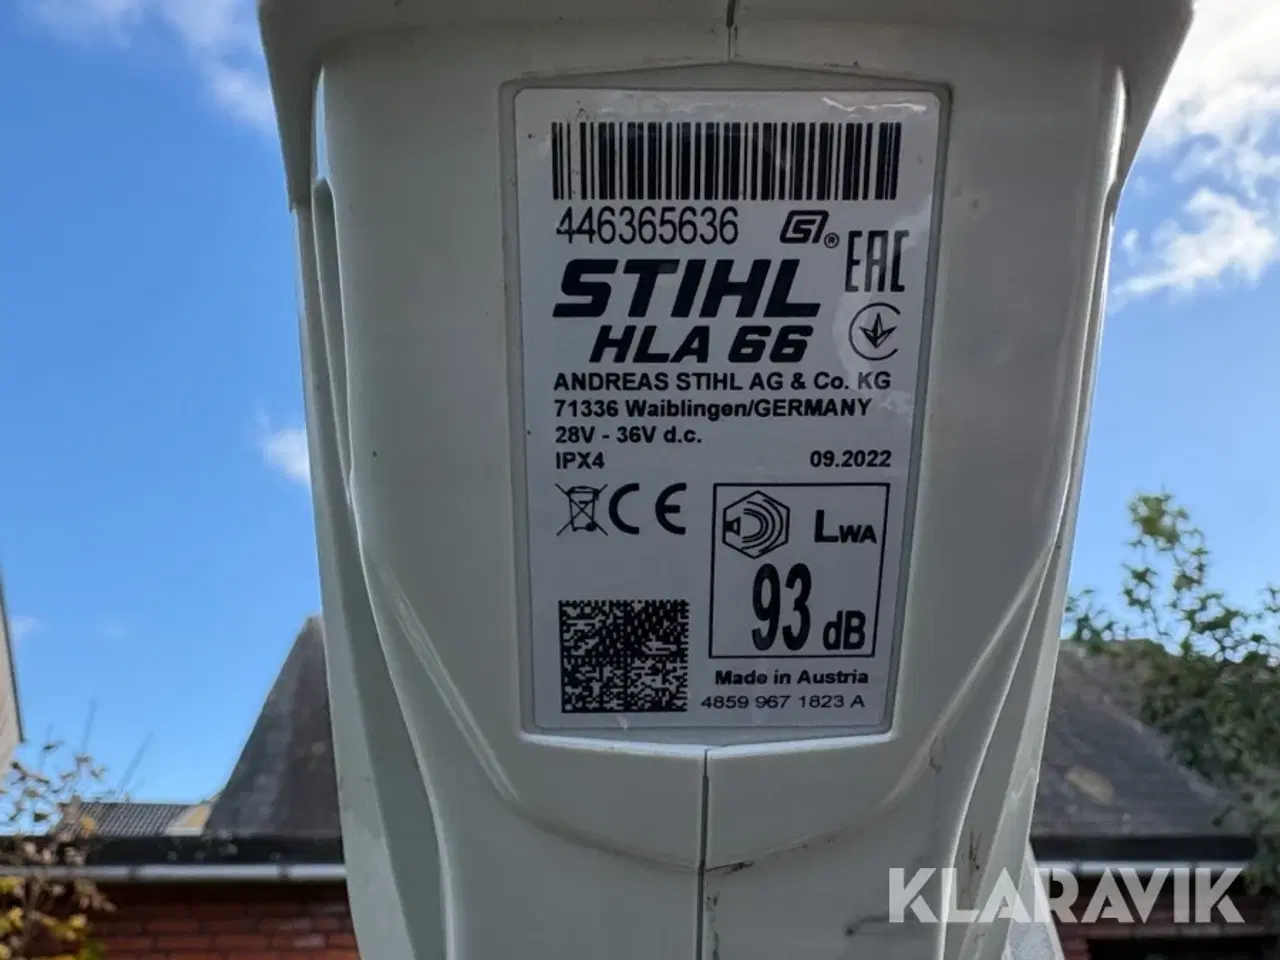 446365636
EAC
STIHL
HLA 66
ANDREAS STIHL AG & Co. KG
71336 Waiblingen/GERMANY
28V - 36V d.c.
IPX4 09.2022
CE
LWA
93 dB
Made in Austria
4859 967 1823 A
KLARAVIK